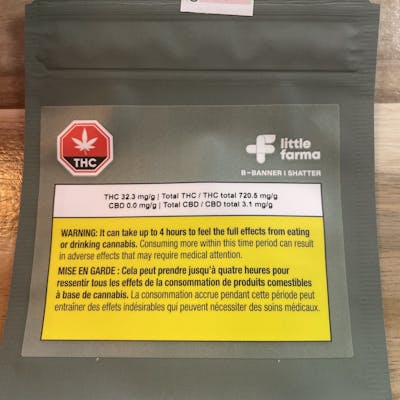 THC
little
farma
B-BANNER | SHATTER
THC 32.3 mg/g | Total THC / THC total 720.5 mg/g
CBD 0.0 mg/g | Total CBD / CBD total 3.1 mg/g
WARNING: It can take up to 4 hours to feel the full effects from eating
or drinking cannabis. Consuming more within this time period can result
in adverse effects that may require medical attention.
MISE EN GARDE : Cela peut prendre jusqu'à quatre heures pour
ressentir tous les effets de la consommation de produits comestibles
à base de cannabis. La consommation accrue pendant cette période peut
entraîner des effets indésirables qui peuvent nécessiter des soins médicaux.